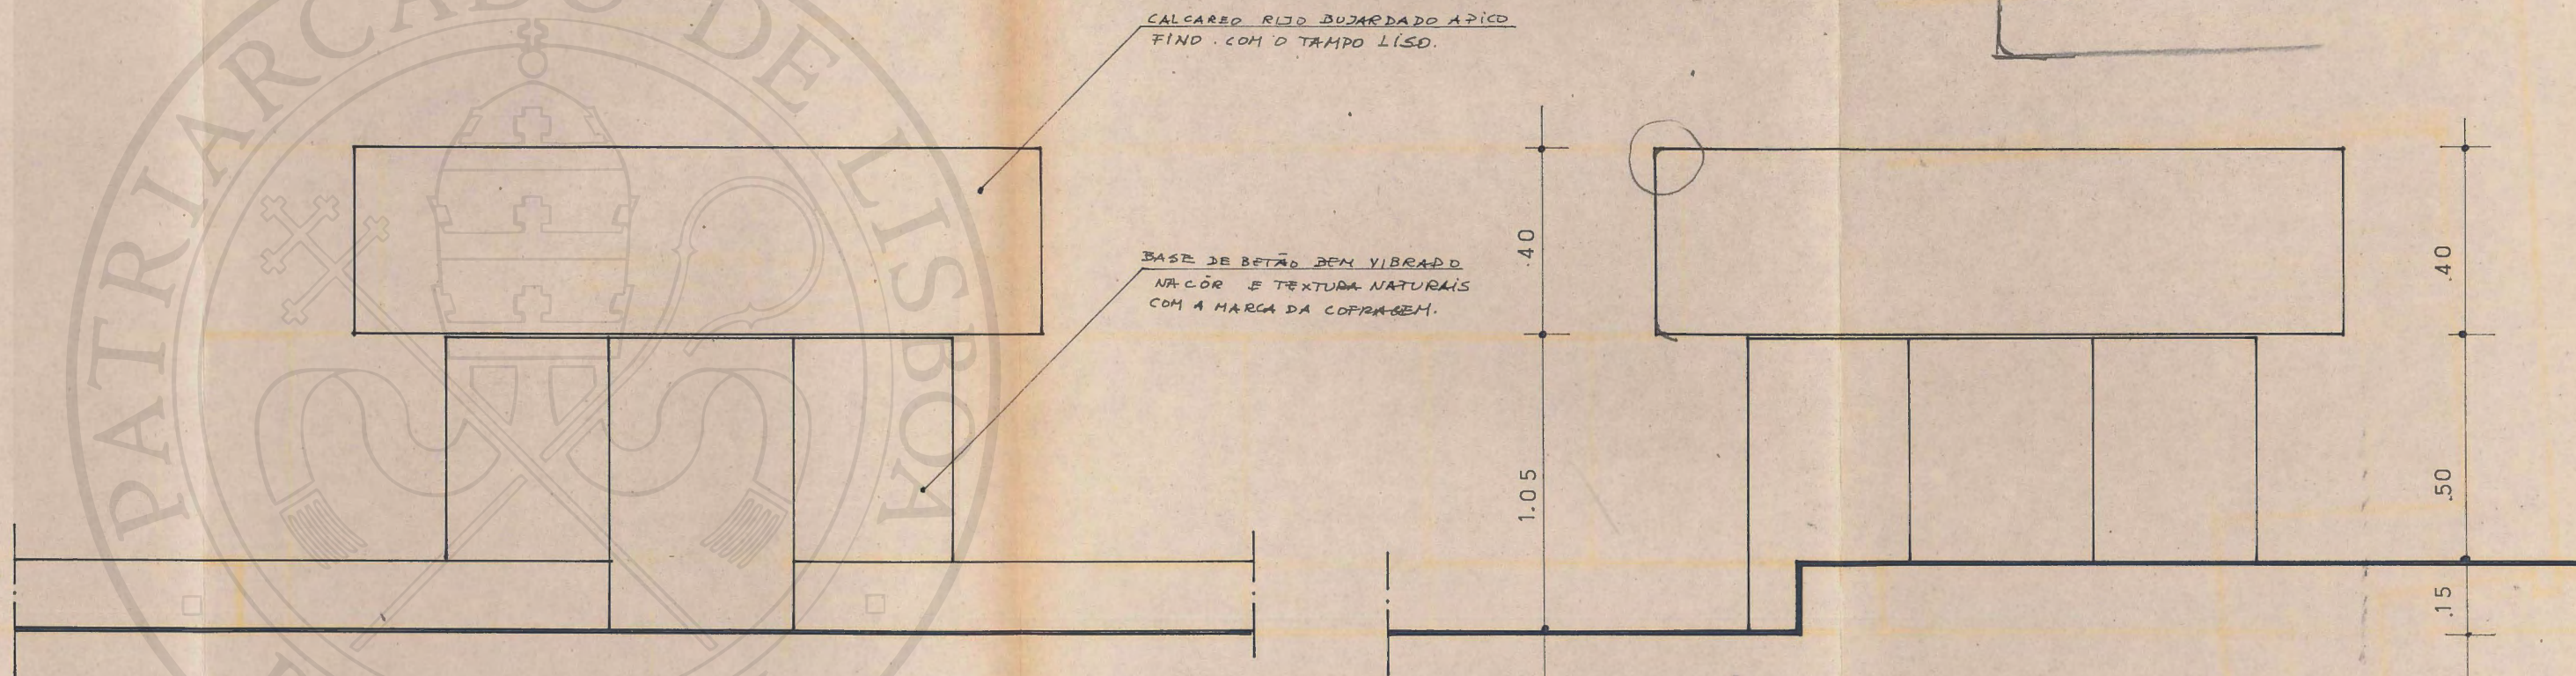 PATRIARCADO DE LISBOA
CALCAREO RIJO BUJARDADO A PICO
FINO . COM O TAMPO LISO.
BASE DE BETÃO BEM VIBRADO
NA CÔR E TEXTURA NATURAIS
COM A MARCA DA COFRAGEM.
.40
1.05
.40
.50
.15